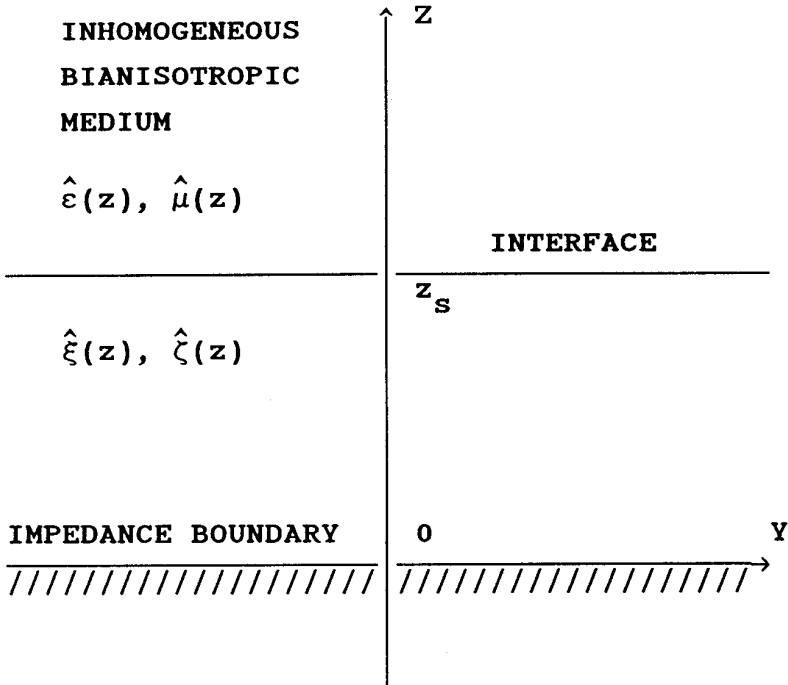 Z
INHOMOGENEOUS
BIANISOTROPIC
MEDIUM
ε̂(z), μ̂(z)
INTERFACE
z_s
ξ̂(z), ζ̂(z)
IMPEDANCE BOUNDARY 0 Y